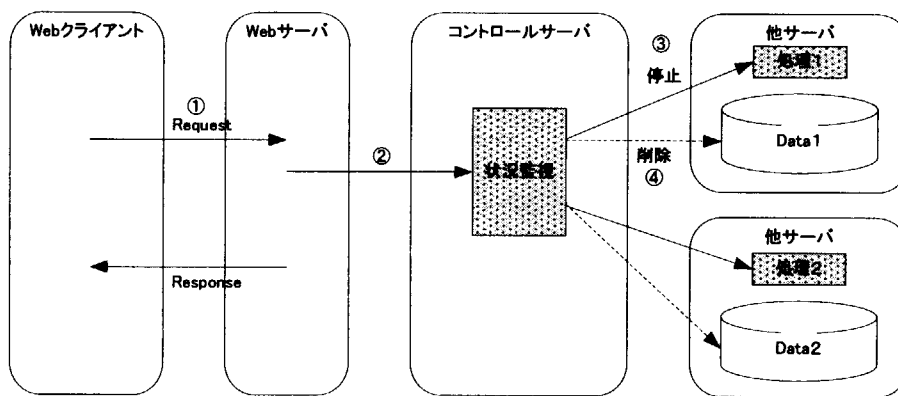 Webクライアント
Webサーバ
コントロールサーバ
他サーバ
処理1
Data1
①
Request
②
状況監視
③
停止
削除
④
Response
他サーバ
処理2
Data2